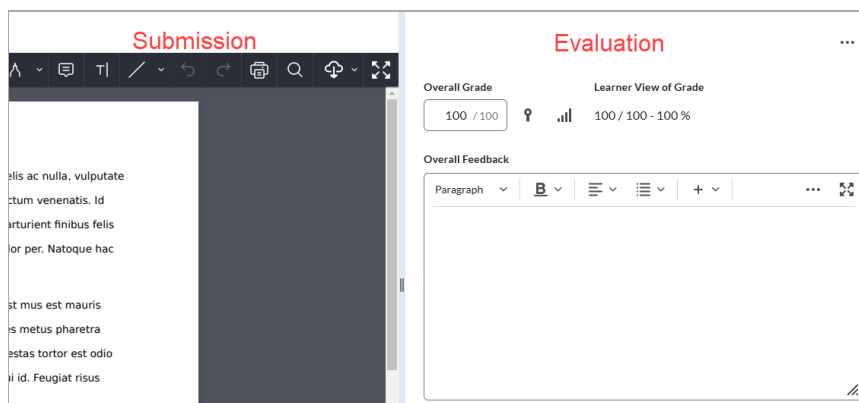 Submission
Evaluation
Overall Grade
Learner View of Grade
100 / 100
100 / 100 - 100 %
Overall Feedback
Paragraph
B
elis ac nulla, vulputate
ctum venenatis. Id
arturient finibus felis
lor per. Natoque hac
st mus est mauris
es metus pharetra
estas tortor est odio
ui id. Feugiat risus